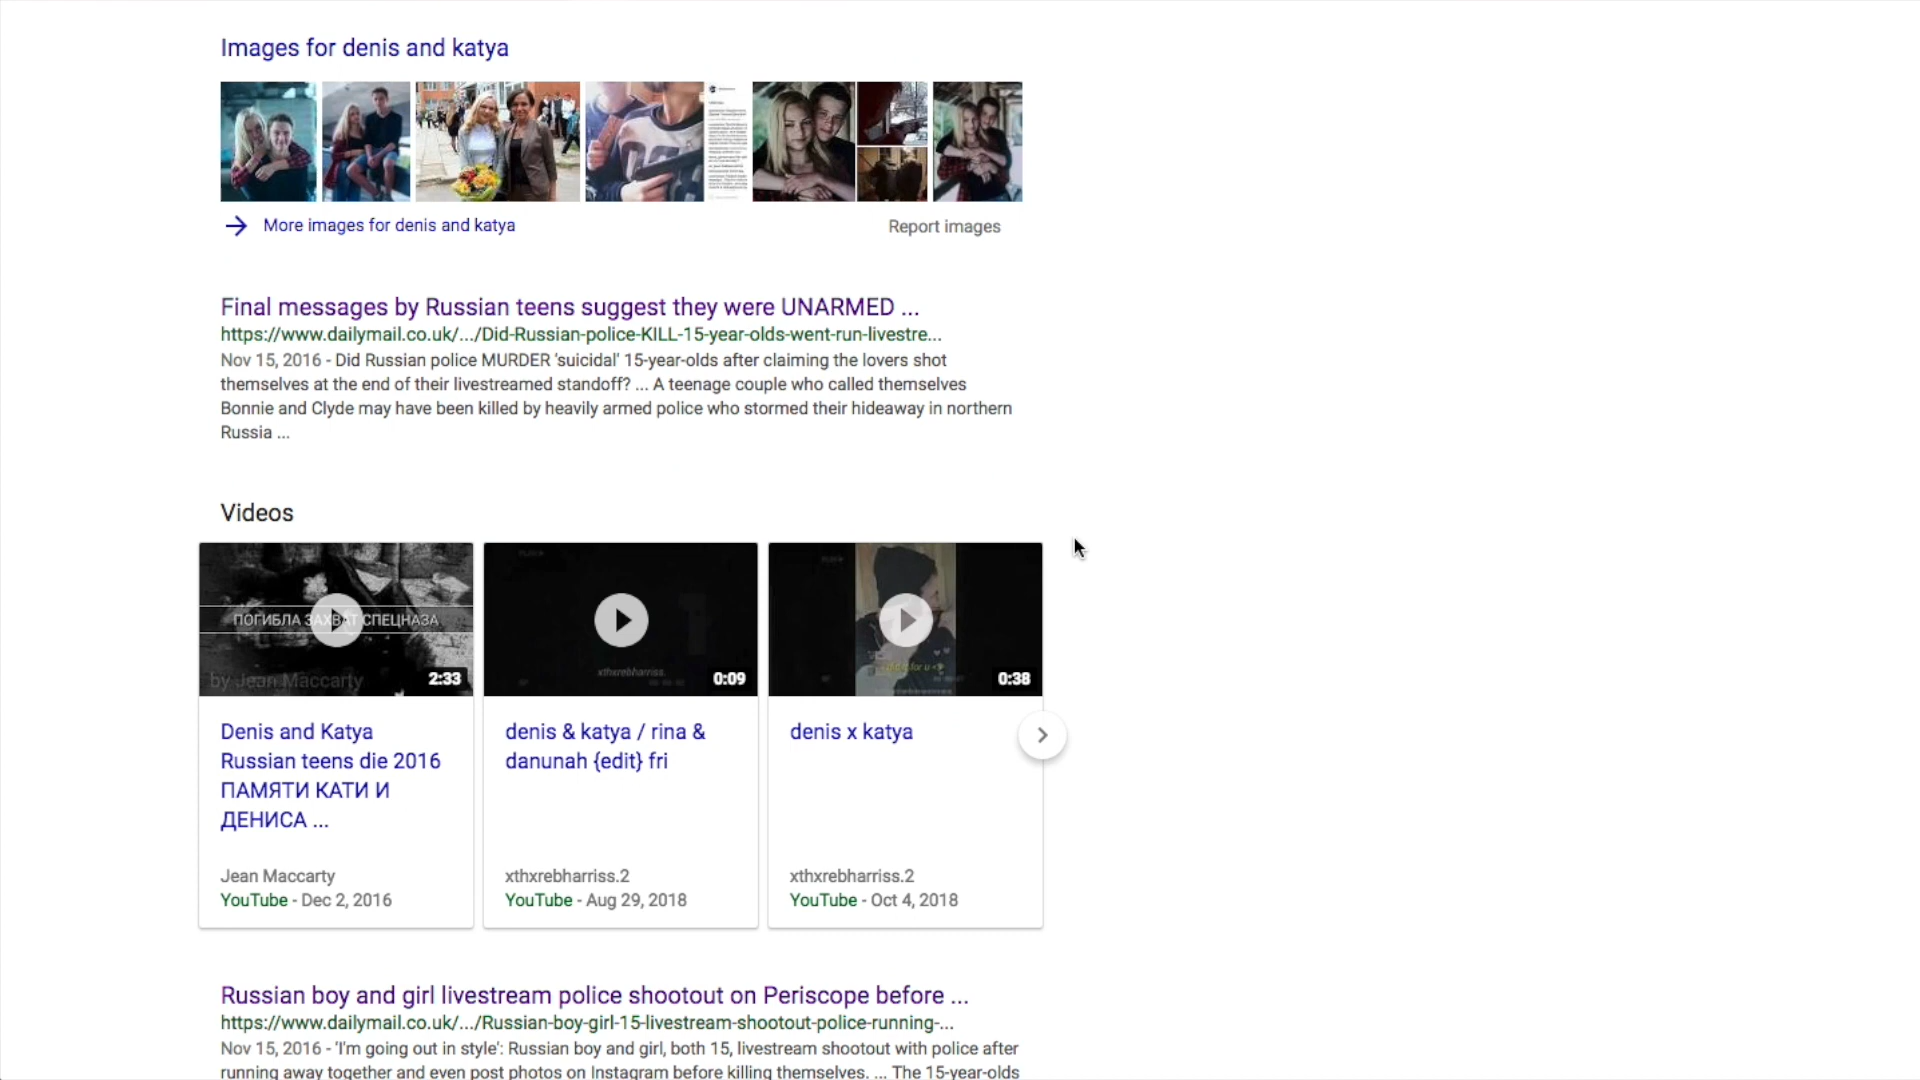 Images for denis and katya
More images for denis and katya
Report images
Final messages by Russian teens suggest they were UNARMED ...
https://www.dailymail.co.uk/.../Did-Russian-police-KILL-15-year-olds-went-run-livestre...
Nov 15, 2016 - Did Russian police MURDER 'suicidal' 15-year-olds after claiming the lovers shot
themselves at the end of their livestreamed standoff? ... A teenage couple who called themselves
Bonnie and Clyde may have been killed by heavily armed police who stormed their hideaway in northern
Russia ...
Videos
ПОГИБЛА ЗАХВАТ СПЕЦНАЗА
by Jean Maccarty
2:33
xthxrebharriss.
0:09
0:38
Denis and Katya
Russian teens die 2016
ПАМЯТИ КАТИ И
ДЕНИСА ...
Jean Maccarty
YouTube - Dec 2, 2016
denis & katya / rina &
danunah {edit} fri
xthxrebharriss.2
YouTube - Aug 29, 2018
denis x katya
xthxrebharriss.2
YouTube - Oct 4, 2018
Russian boy and girl livestream police shootout on Periscope before ...
https://www.dailymail.co.uk/.../Russian-boy-girl-15-livestream-shootout-police-running-...
Nov 15, 2016 - 'I'm going out in style': Russian boy and girl, both 15, livestream shootout with police after
running away together and even post photos on Instagram before killing themselves. ... The 15-year-olds